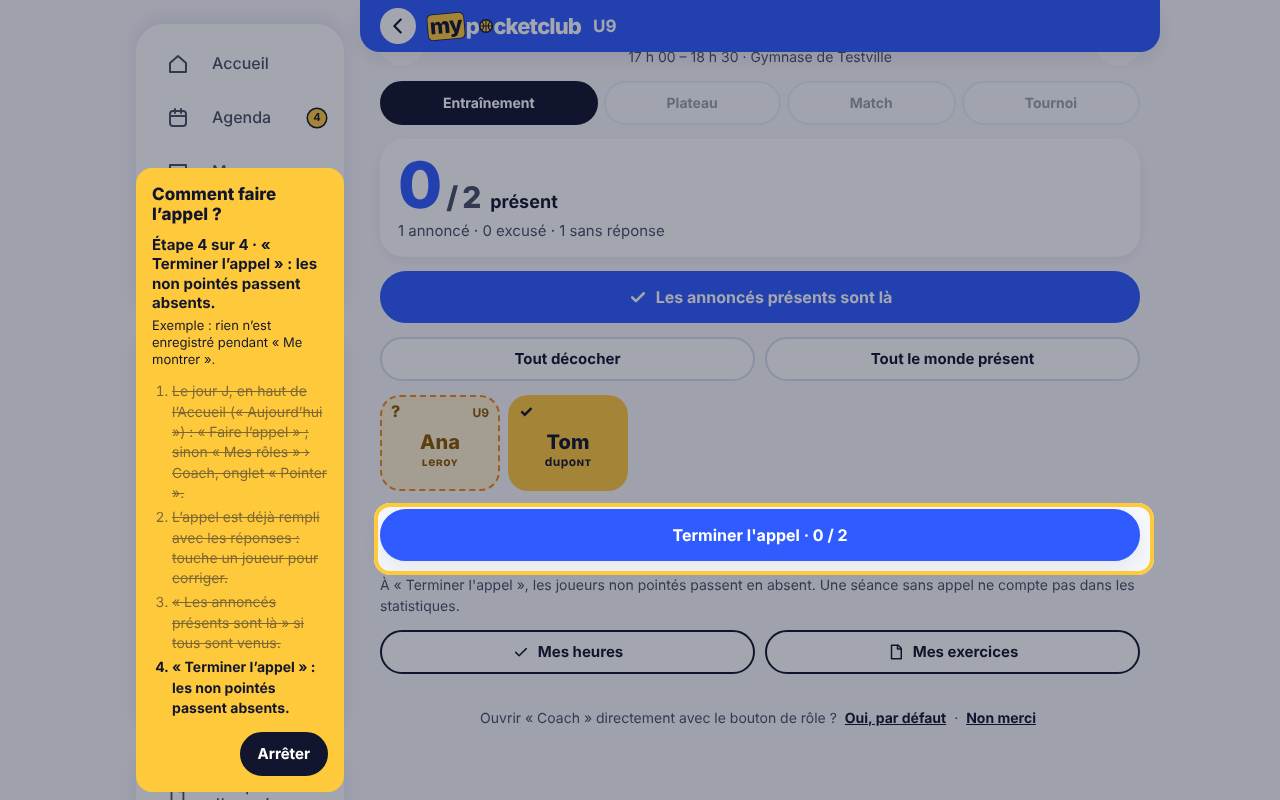 Accueil
Agenda
4
mypocketclub U9
17 h 00 – 18 h 30 · Gymnase de Testville
Entraînement
Plateau
Match
Tournoi
0 / 2 présent
1 annoncé · 0 excusé · 1 sans réponse
Les annoncés présents sont là
Tout décocher
Tout le monde présent
? U9
Ana
LEROY
Tom
DUPONT
Terminer l'appel · 0 / 2
À « Terminer l'appel », les joueurs non pointés passent en absent. Une séance sans appel ne compte pas dans les
statistiques.
Mes heures
Mes exercices
Ouvrir « Coach » directement avec le bouton de rôle ? Oui, par défaut · Non merci
Comment faire
l’appel ?
Étape 4 sur 4 · «
Terminer l’appel » : les
non pointés passent
absents.
Exemple : rien n’est
enregistré pendant « Me
montrer ».
1. Le jour J, en haut de
l’Accueil (« Aujourd’hui
») : « Faire l’appel » ;
sinon « Mes rôles » ›
Coach, onglet « Pointer
».
2. L’appel est déjà rempli
avec les réponses :
touche un joueur pour
corriger.
3. « Les annoncés
présents sont là » si
tous sont venus.
4. « Terminer l’appel » :
les non pointés
passent absents.
Arrêter